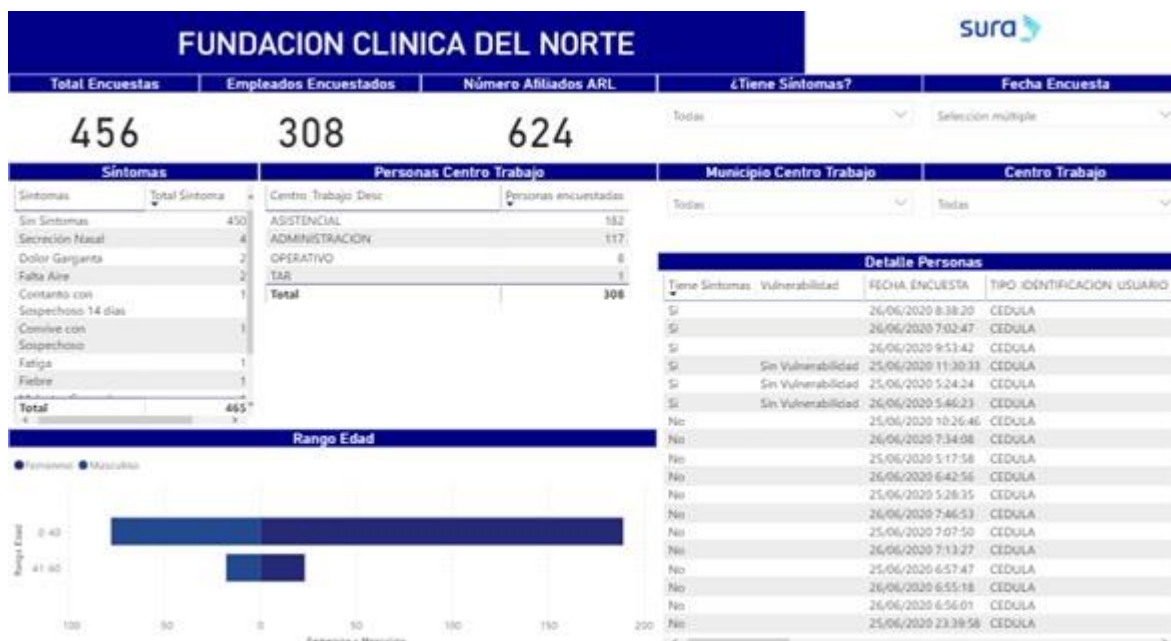 FUNDACION CLINICA DEL NORTE
sura
Total Encuestas
Empleados Encuestados
Número Afiliados ARL
¿Tiene Síntomas?
Fecha Encuesta
456
308
624
Todas
Selección múltiple
Síntomas
Personas Centro Trabajo
Municipio Centro Trabajo
Centro Trabajo
Todas
Todas
Síntomas Total Síntoma
Sin Síntomas 450
Secreción Nasal 4
Dolor Garganta 2
Falta Aire 2
Contanto con Sospechoso 14 días 1
Convive con Sospechoso 1
Fatiga 1
Fiebre 1
Total 465
Centro Trabajo Desc Personas encuestadas
ASISTENCIAL 182
ADMINISTRACION 117
OPERATIVO 8
TAR 1
Total 308
Detalle Personas
Tiene Síntomas Vulnerabilidad FECHA ENCUESTA TIPO IDENTIFICACION USUARIO
Si 26/06/2020 8:38:20 CEDULA
Si 26/06/2020 7:02:47 CEDULA
Si 26/06/2020 9:53:42 CEDULA
Si Sin Vulnerabilidad 25/06/2020 11:30:33 CEDULA
Si Sin Vulnerabilidad 25/06/2020 5:24:24 CEDULA
Si Sin Vulnerabilidad 26/06/2020 5:46:23 CEDULA
No 25/06/2020 10:26:46 CEDULA
No 26/06/2020 7:34:08 CEDULA
No 25/06/2020 5:17:58 CEDULA
No 26/06/2020 6:42:56 CEDULA
No 25/06/2020 5:28:35 CEDULA
No 26/06/2020 7:46:53 CEDULA
No 25/06/2020 7:07:50 CEDULA
No 26/06/2020 7:13:27 CEDULA
No 25/06/2020 6:57:47 CEDULA
No 26/06/2020 6:55:18 CEDULA
No 26/06/2020 6:56:01 CEDULA
No 25/06/2020 23:39:58 CEDULA
Rango Edad
Femenino Masculino
Rango Edad
0-40
41-60
100 50 0 50 100 150 200